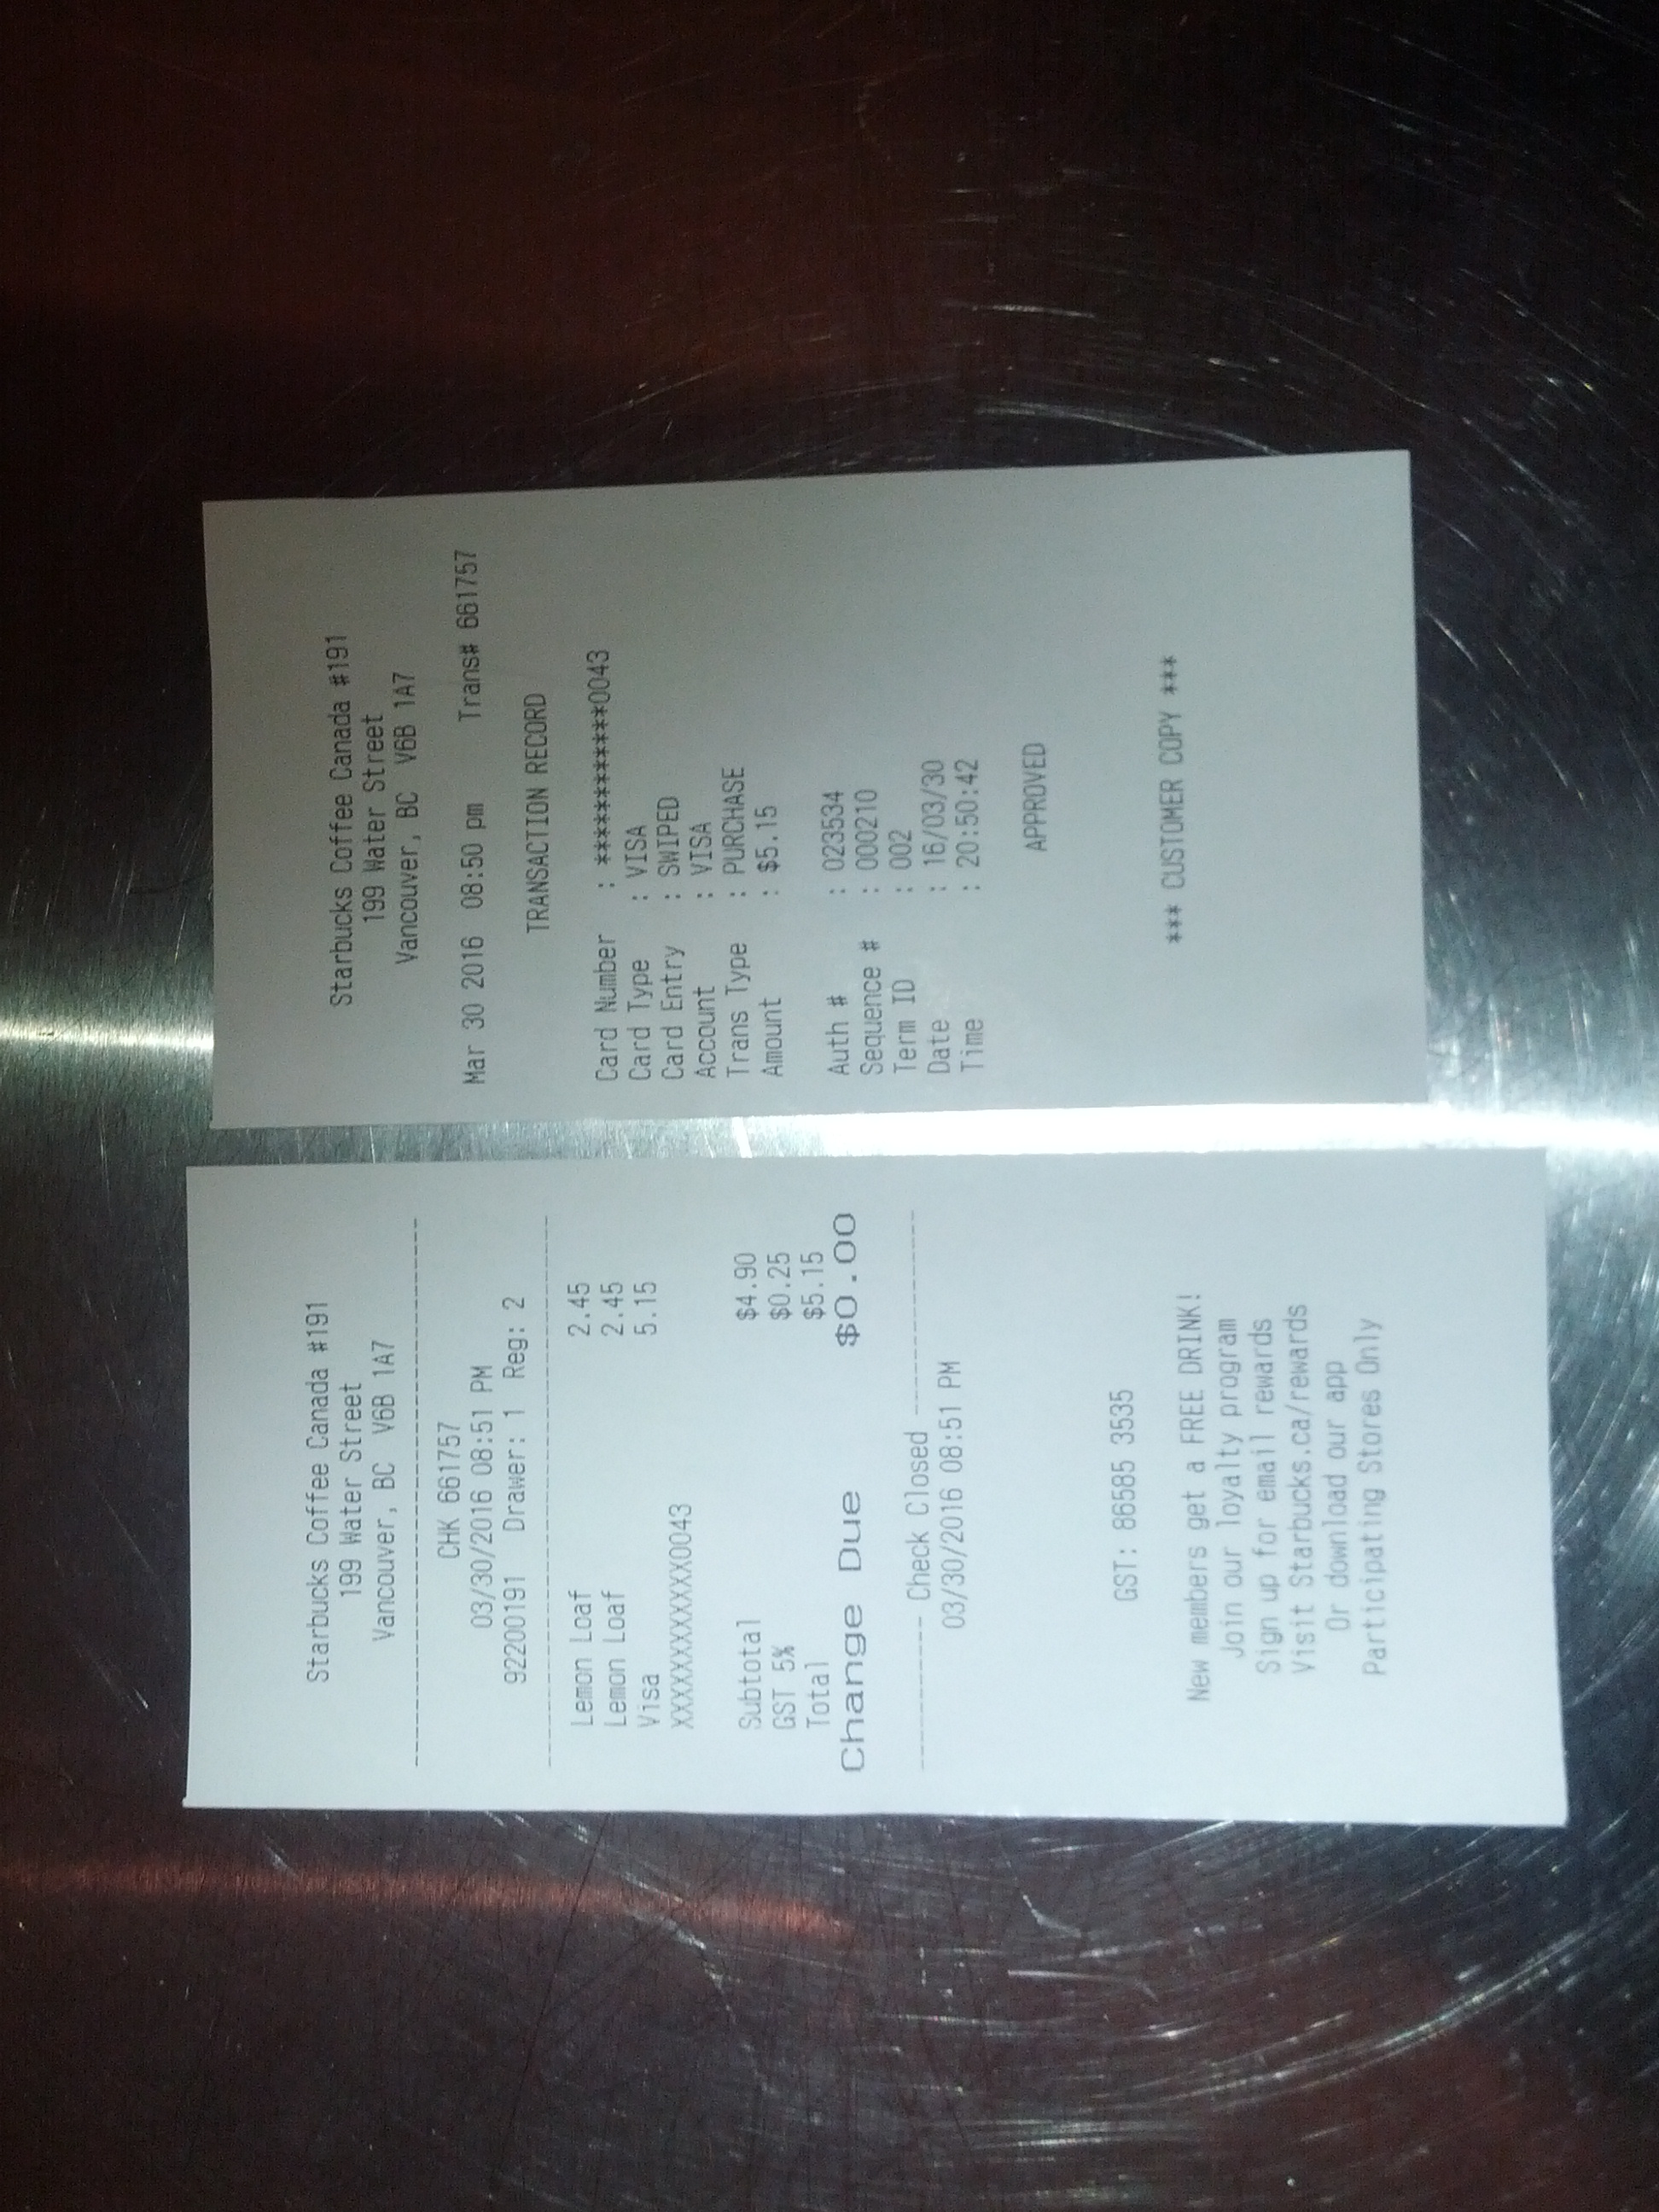 Starbucks Coffee Canada #191
199 Water Street
Vancouver, BC V6B 1A7
CHK 661757
03/30/2016 08:51 PM
92200191 Drawer: 1 Reg: 2
Lemon Loaf 2.45
Lemon Loaf 2.45
Visa 5.15
XXXXXXXXXXXX0043
Subtotal $4.90
GST 5% $0.25
Total $5.15
Change Due $0.00
----------- Check Closed ---------------
03/30/2016 08:51 PM
GST: 86585 3535
New members get a FREE DRINK!
Join our loyalty program
Sign up for email rewards
Visit Starbucks.ca/rewards
Or download our app
Participating Stores Only
Starbucks Coffee Canada #191
199 Water Street
Vancouver, BC V6B 1A7
Mar 30 2016 08:50 pm Trans# 661757
TRANSACTION RECORD
Card Number : ************0043
Card Type : VISA
Card Entry : SWIPED
Account : VISA
Trans Type : PURCHASE
Amount : $5.15
Auth # : 023534
Sequence # : 000210
Term ID : 002
Date : 16/03/30
Time : 20:50:42
APPROVED
*** CUSTOMER COPY ***